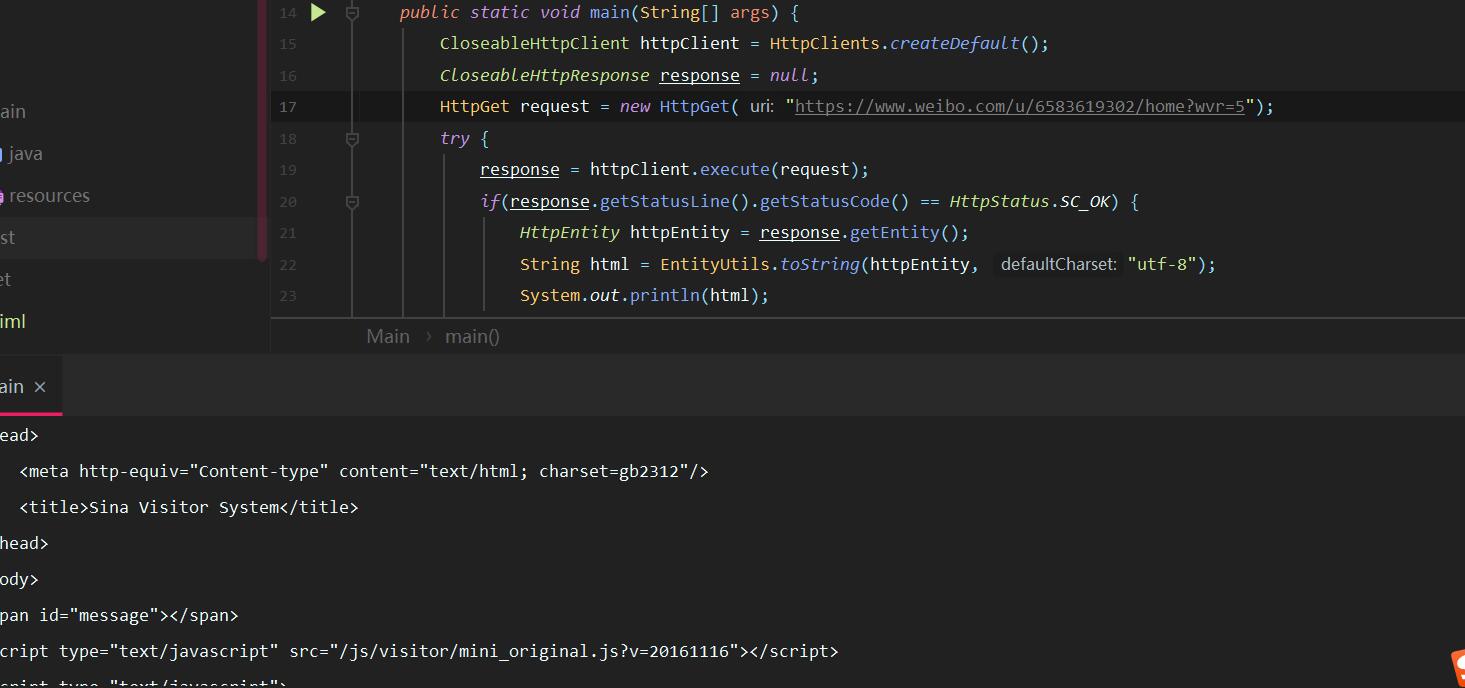 14 public static void main(String[] args) {
15 CloseableHttpClient httpClient = HttpClients.createDefault();
16 CloseableHttpResponse response = null;
17 HttpGet request = new HttpGet( uri: "https://www.weibo.com/u/6583619302/home?wvr=5");
18 try {
19 response = httpClient.execute(request);
20 if(response.getStatusLine().getStatusCode() == HttpStatus.SC_OK) {
21 HttpEntity httpEntity = response.getEntity();
22 String html = EntityUtils.toString(httpEntity, defaultCharset: "utf-8");
23 System.out.println(html);
ain
java
resources
st
et
iml
Main › main()
ain ×
ead>
<meta http-equiv="Content-type" content="text/html; charset=gb2312"/>
<title>Sina Visitor System</title>
head>
ody>
pan id="message"></span>
cript type="text/javascript" src="/js/visitor/mini_original.js?v=20161116"></script>
cript type="text/javascript">